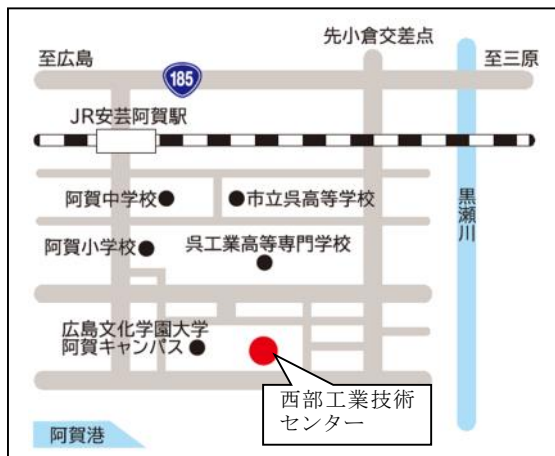 先小倉交差点
至広島
185
至三原
JR安芸阿賀駅
阿賀中学校
市立呉高等学校
黒瀬川
阿賀小学校
呉工業高等専門学校
広島文化学園大学
阿賀キャンパス
西部工業技術
センター
阿賀港